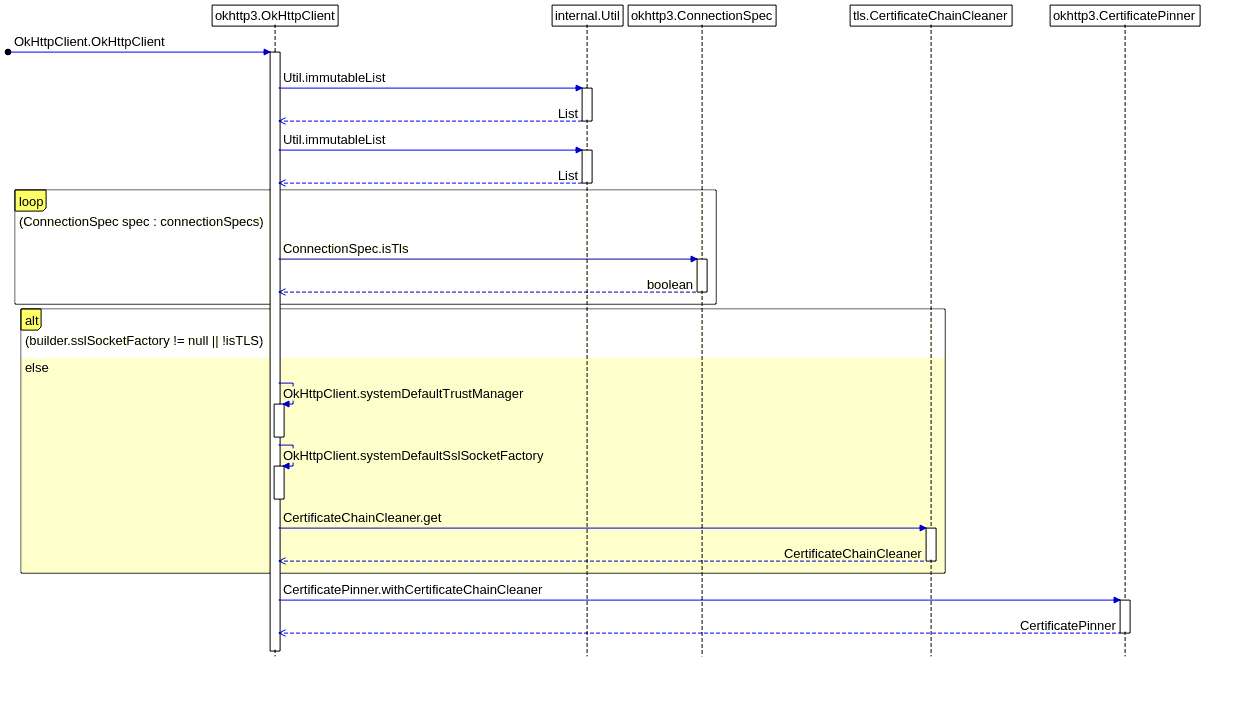 okhttp3.OkHttpClient
internal.Util
okhttp3.ConnectionSpec
tls.CertificateChainCleaner
okhttp3.CertificatePinner
OkHttpClient.OkHttpClient
Util.immutableList
List
Util.immutableList
List
loop
(ConnectionSpec spec : connectionSpecs)
ConnectionSpec.isTls
boolean
alt
(builder.sslSocketFactory != null || !isTLS)
else
OkHttpClient.systemDefaultTrustManager
OkHttpClient.systemDefaultSslSocketFactory
CertificateChainCleaner.get
CertificateChainCleaner
CertificatePinner.withCertificateChainCleaner
CertificatePinner